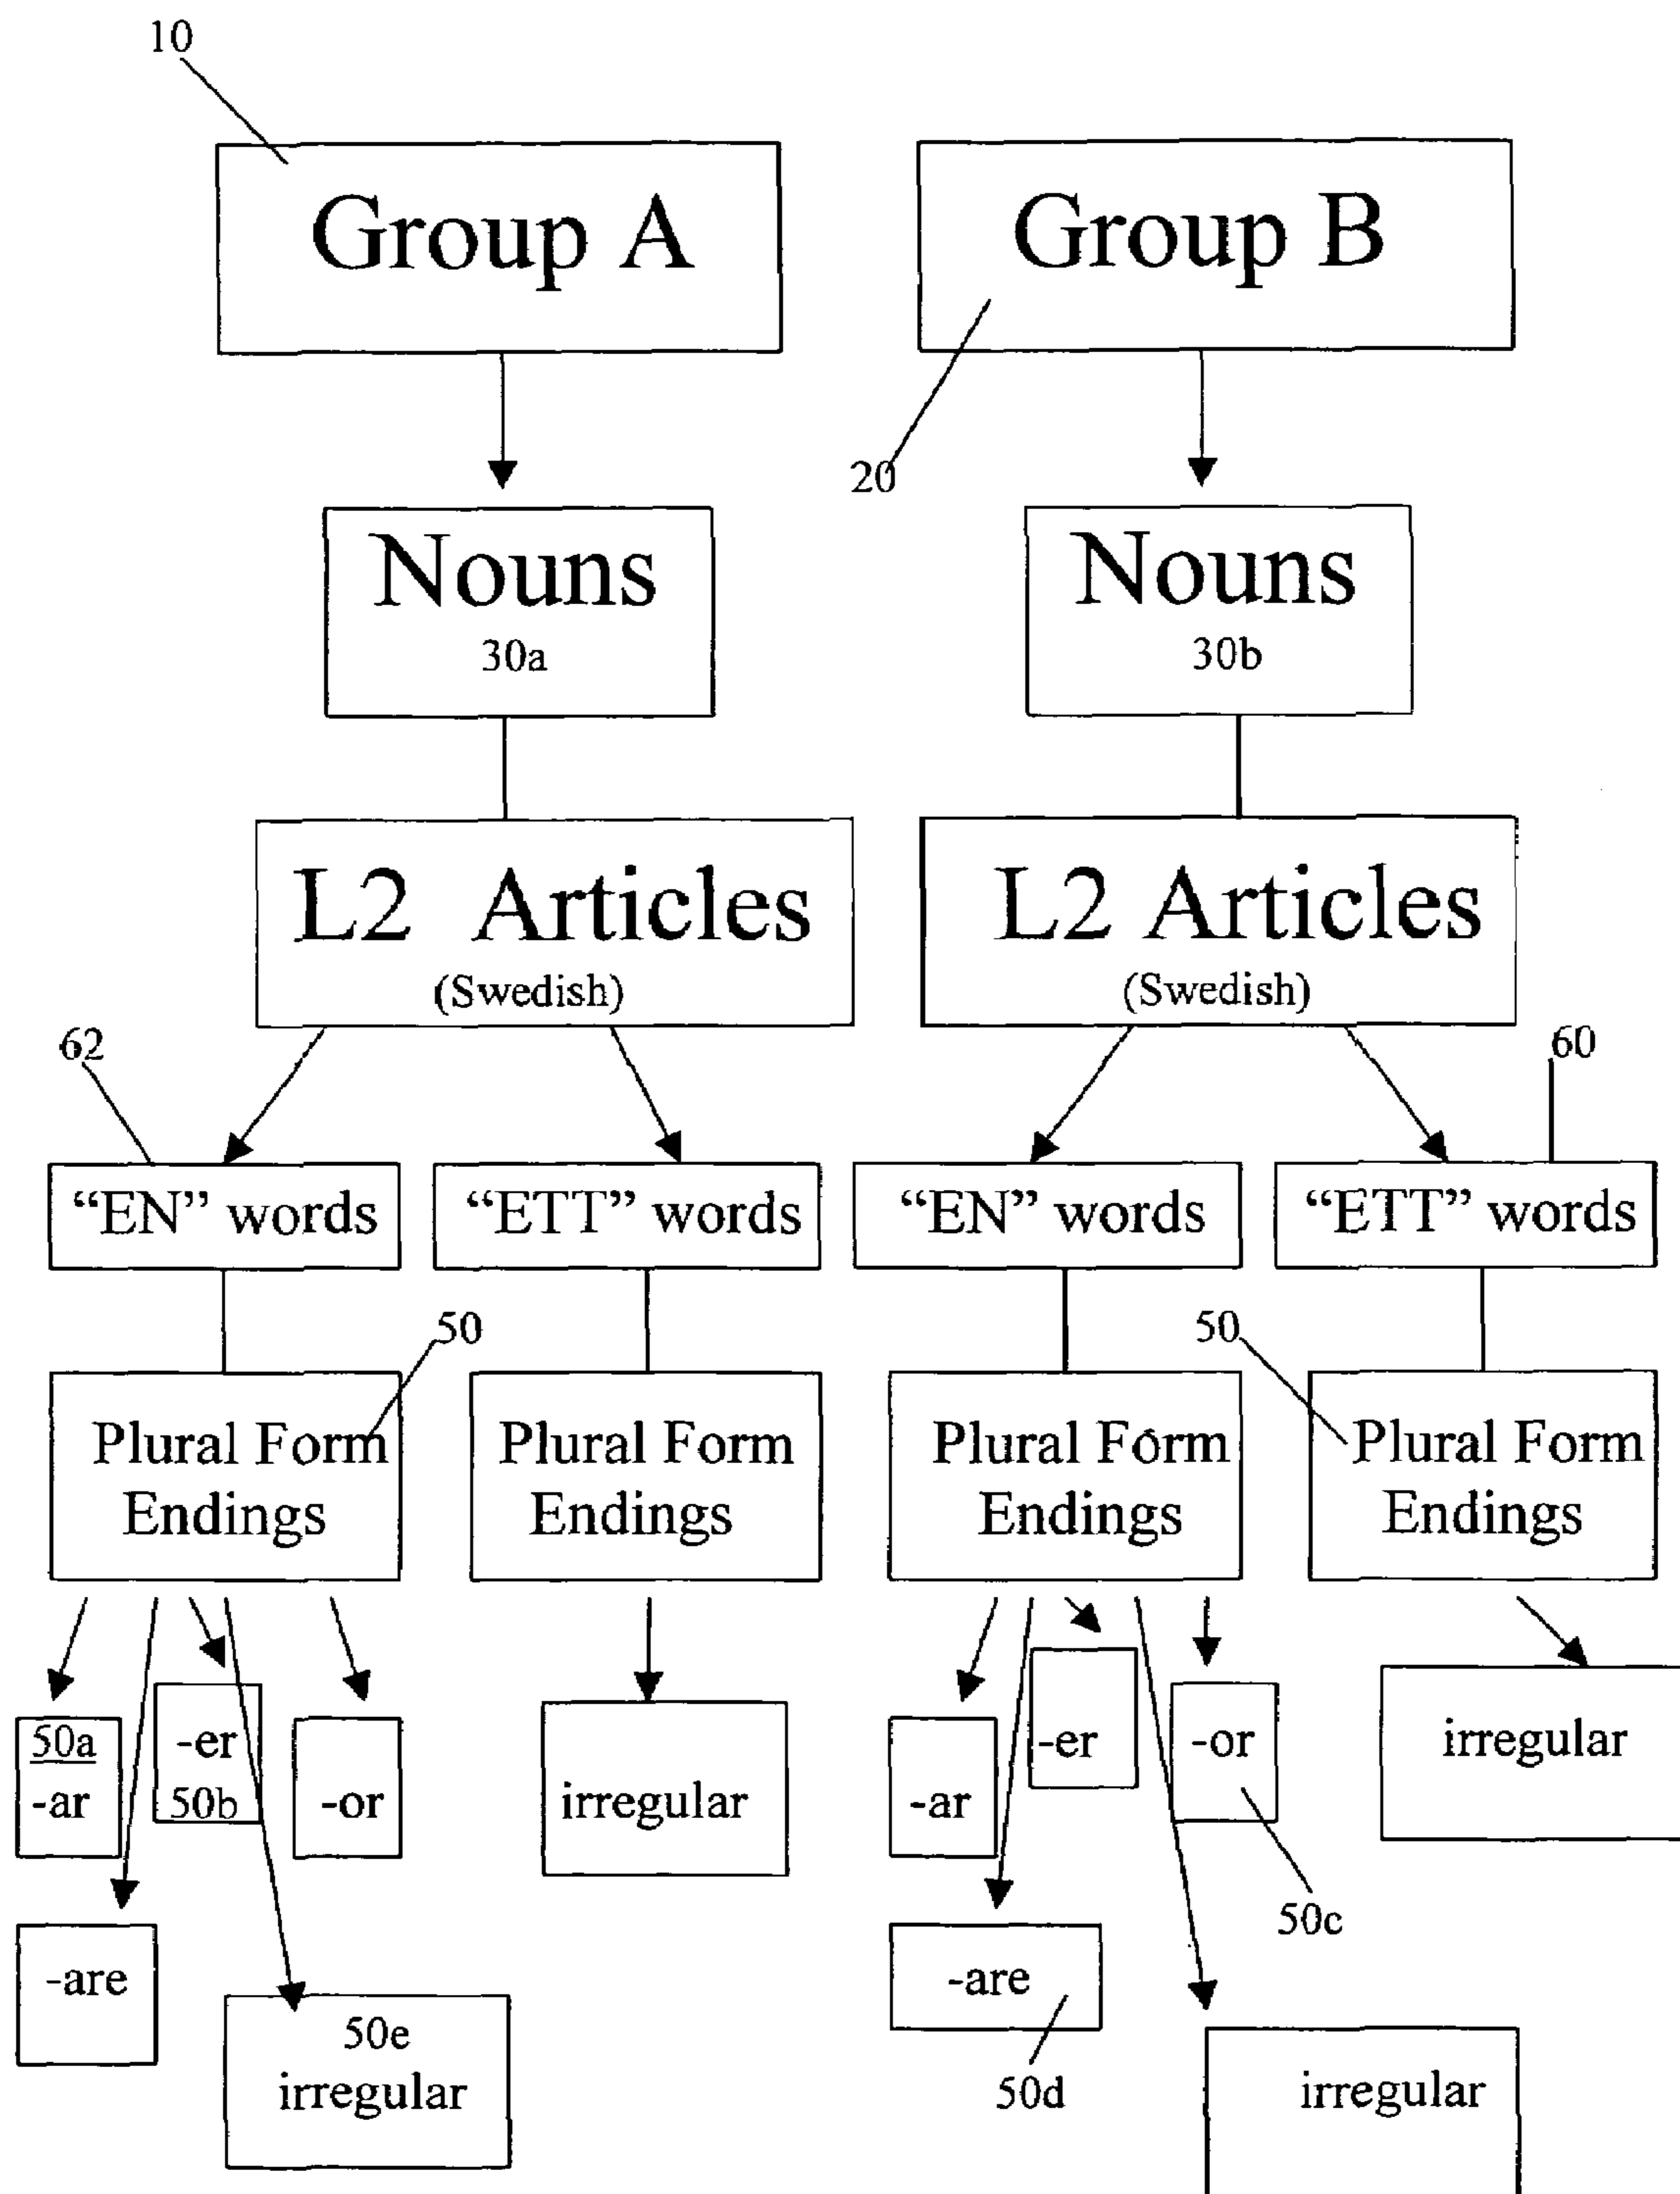 10
Group A
Group B
20
Nouns
30a
Nouns
30b
L2 Articles
(Swedish)
L2 Articles
(Swedish)
62
60
“EN” words
“ETT” words
“EN” words
“ETT” words
50
50
Plural Form
Endings
Plural Form
Endings
Plural Form
Endings
Plural Form
Endings
50a
-ar
-er
50b
-or
irregular
-ar
-er
-or
irregular
50c
-are
50e
irregular
-are
50d
irregular